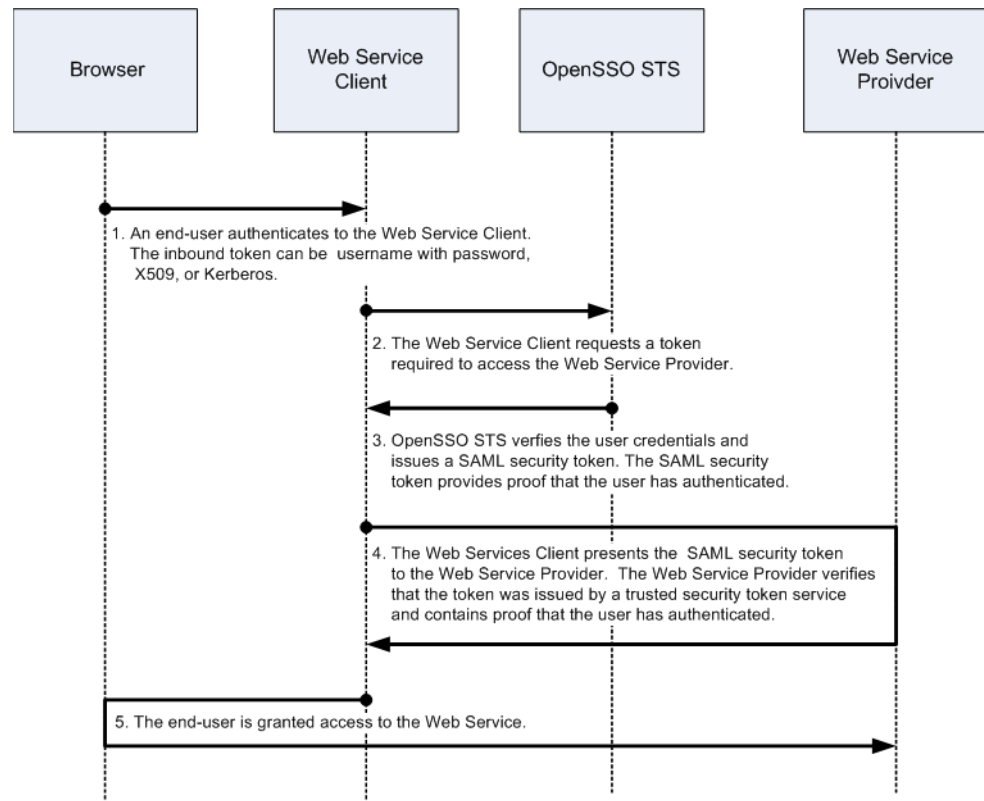 Browser
Web Service
Client
OpenSSO STS
Web Service
Proivder
1. An end-user authenticates to the Web Service Client.
The inbound token can be username with password,
X509, or Kerberos.
2. The Web Service Client requests a token
required to access the Web Service Provider.
3. OpenSSO STS verfies the user credentials and
issues a SAML security token. The SAML security
token provides proof that the user has authenticated.
4. The Web Services Client presents the SAML security token
to the Web Service Provider. The Web Service Provider verifies
that the token was issued by a trusted security token service
and contains proof that the user has authenticated.
5. The end-user is granted access to the Web Service.